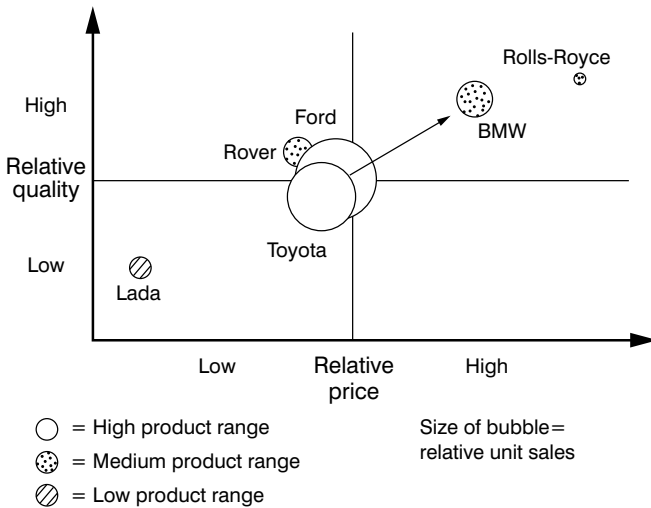 Rolls-Royce
High
Ford
BMW
Rover
Relative
quality
Toyota
Low
Lada
Low
Relative
price
High
= High product range
= Medium product range
= Low product range
Size of bubble=
relative unit sales